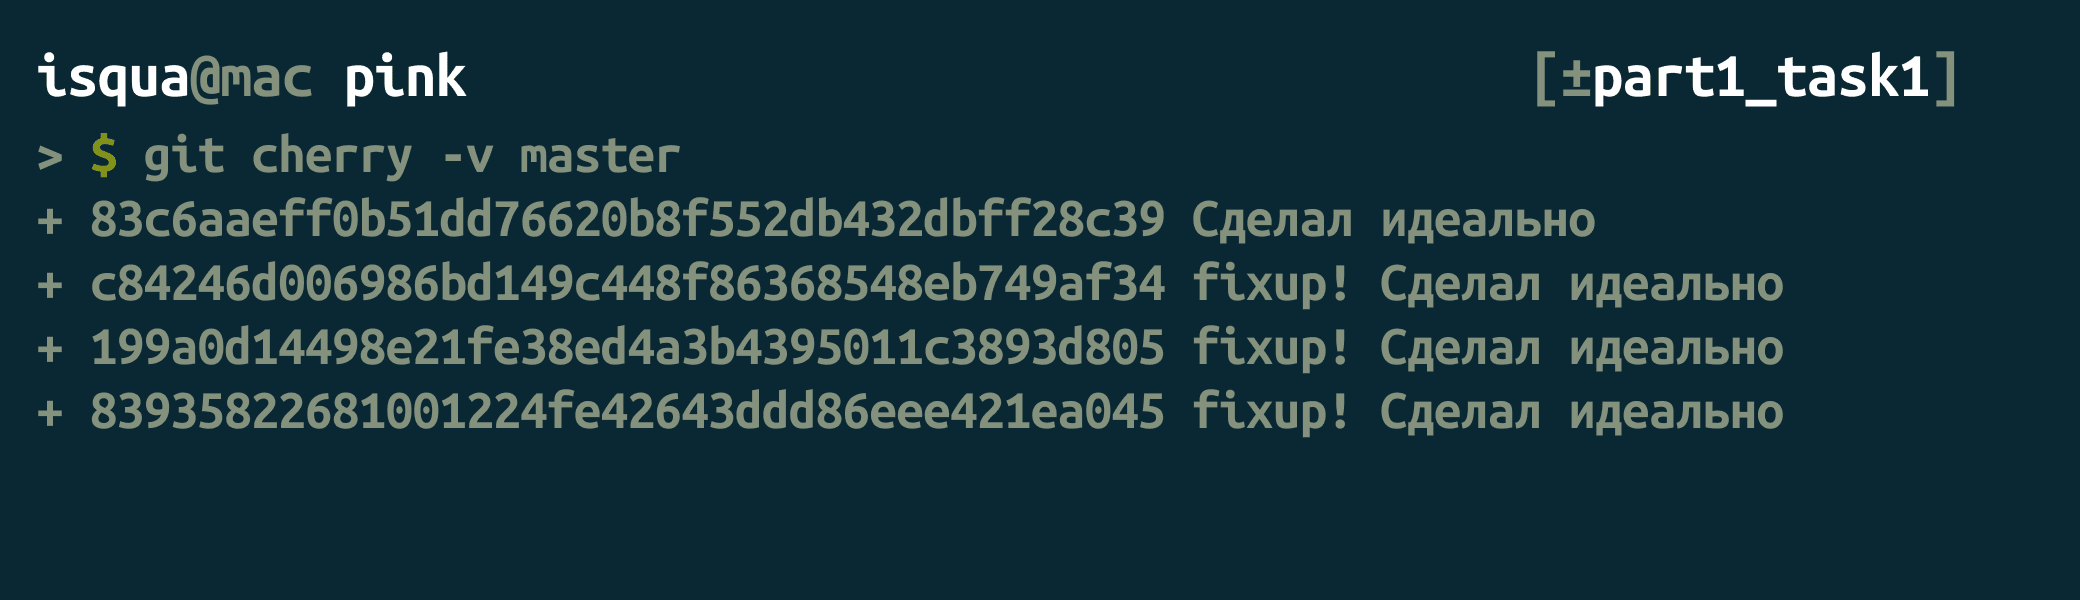 isqua@mac pink [±part1_task1]
> $ git cherry -v master
+ 83c6aaeff0b51dd76620b8f552db432dbff28c39 Сделал идеально
+ c84246d006986bd149c448f86368548eb749af34 fixup! Сделал идеально
+ 199a0d14498e21fe38ed4a3b4395011c3893d805 fixup! Сделал идеально
+ 83935822681001224fe42643ddd86eee421ea045 fixup! Сделал идеально